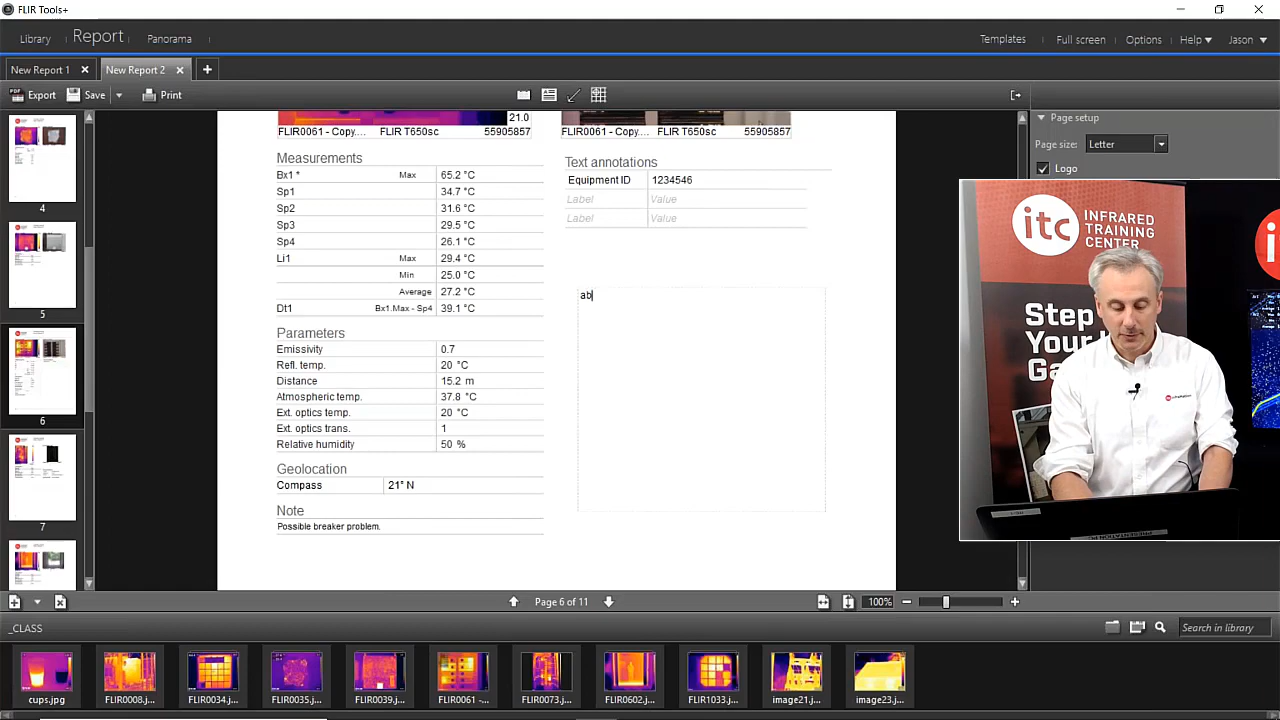 FLIR Tools+
Library Report Panorama Templates Full screen Options Help Jason
New Report 1 New Report 2
Export Save Print
Page setup
Page size: Letter
Logo
21.0
FLIR0061 - Copy.... FLIR T650sc 55905857
FLIR0061 - Copy.... FLIR T650sc 55905857
Measurements
Bx1 * Max 65.2 °C
Sp1 34.7 °C
Sp2 31.6 °C
Sp3 29.5 °C
Sp4 26.1 °C
Li1 Max 29.4 °C
Min 25.0 °C
Average 27.2 °C
Dt1 Bx1.Max - Sp4 39.1 °C
Parameters
Emissivity 0.7
Refl. temp. 20 °C
Distance 15.2 m
Atmospheric temp. 37.8 °C
Ext. optics temp. 20 °C
Ext. optics trans. 1
Relative humidity 50 %
Geolocation
Compass 21° N
Note
Possible breaker problem.
Text annotations
Equipment ID 1234546
Label Value
Label Value
ab
4
5
6
7
itc INFRARED
TRAINING
CENTER
Step
Your
Ga
Page 6 of 11
100%
_CLASS
Search in library
cups.jpg FLIR0008.j... FLIR0034.j... FLIR0035.j... FLIR0039.j... FLIR0061 -... FLIR0073.j... FLIR0602.j... FLIR1033.j... image21.j... image23.j...